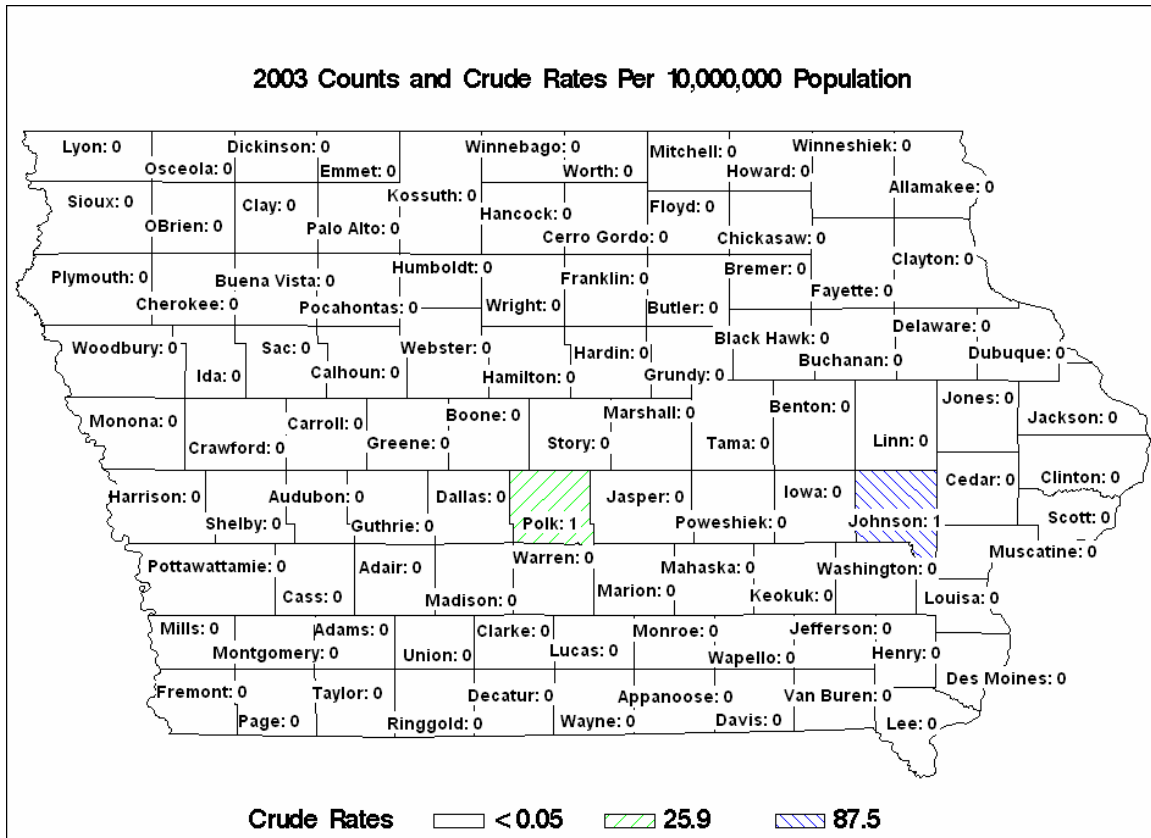 2003 Counts and Crude Rates Per 10,000,000 Population
Lyon: 0
Osceola: 0
Dickinson: 0
Emmet: 0
Winnebago: 0
Worth: 0
Mitchell: 0
Howard: 0
Winneshiek: 0
Allamakee: 0
Sioux: 0
OBrien: 0
Clay: 0
Palo Alto: 0
Kossuth: 0
Hancock: 0
Cerro Gordo: 0
Floyd: 0
Chickasaw: 0
Plymouth: 0
Cherokee: 0
Buena Vista: 0
Pocahontas: 0
Humboldt: 0
Wright: 0
Franklin: 0
Butler: 0
Bremer: 0
Fayette: 0
Clayton: 0
Woodbury: 0
Ida: 0
Sac: 0
Calhoun: 0
Webster: 0
Hamilton: 0
Hardin: 0
Grundy: 0
Black Hawk: 0
Buchanan: 0
Delaware: 0
Dubuque: 0
Monona: 0
Crawford: 0
Carroll: 0
Greene: 0
Boone: 0
Story: 0
Marshall: 0
Tama: 0
Benton: 0
Linn: 0
Jones: 0
Jackson: 0
Harrison: 0
Shelby: 0
Audubon: 0
Guthrie: 0
Dallas: 0
Polk: 1
Jasper: 0
Poweshiek: 0
Iowa: 0
Johnson: 1
Cedar: 0
Clinton: 0
Scott: 0
Muscatine: 0
Pottawattamie: 0
Cass: 0
Adair: 0
Madison: 0
Warren: 0
Marion: 0
Mahaska: 0
Keokuk: 0
Washington: 0
Louisa: 0
Mills: 0
Montgomery: 0
Adams: 0
Union: 0
Clarke: 0
Lucas: 0
Monroe: 0
Wapello: 0
Jefferson: 0
Henry: 0
Des Moines: 0
Fremont: 0
Page: 0
Taylor: 0
Ringgold: 0
Decatur: 0
Wayne: 0
Appanoose: 0
Davis: 0
Van Buren: 0
Lee: 0
Crude Rates < 0.05 25.9 87.5